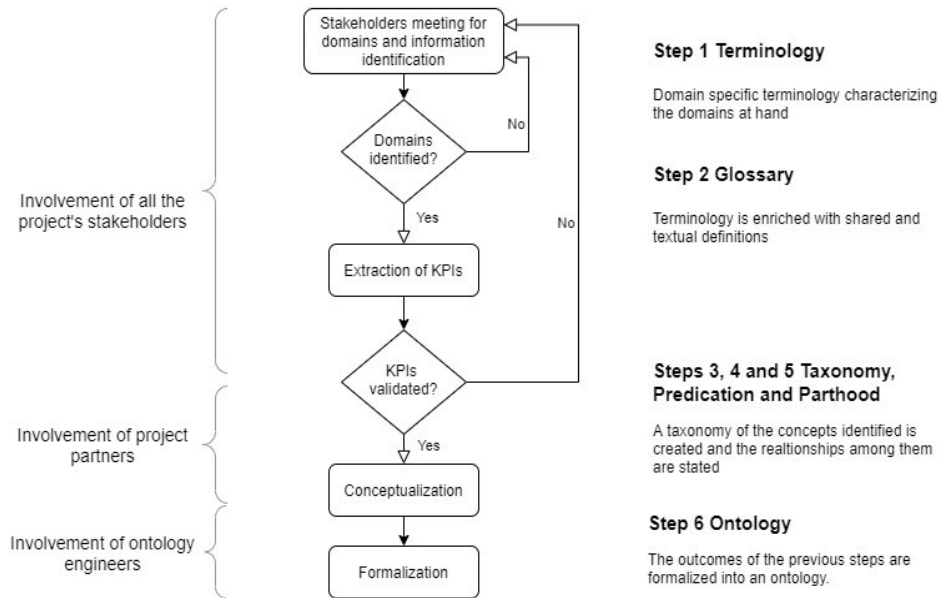 Stakeholders meeting for
domains and information
identification
Step 1 Terminology
Domain specific terminology characterizing
the domains at hand
No
Domains
identified?
Step 2 Glossary
Involvement of all the
project's stakeholders
Yes
No
Terminology is enriched with shared and
textual definitions
Extraction of KPIs
KPIs
validated?
Steps 3, 4 and 5 Taxonomy,
Predication and Parthood
Involvement of project
partners
Yes
A taxonomy of the concepts identified is
created and the realtionships among them
are stated
Conceptualization
Step 6 Ontology
Involvement of ontology
engineers
Formalization
The outcomes of the previous steps are
formalized into an ontology.